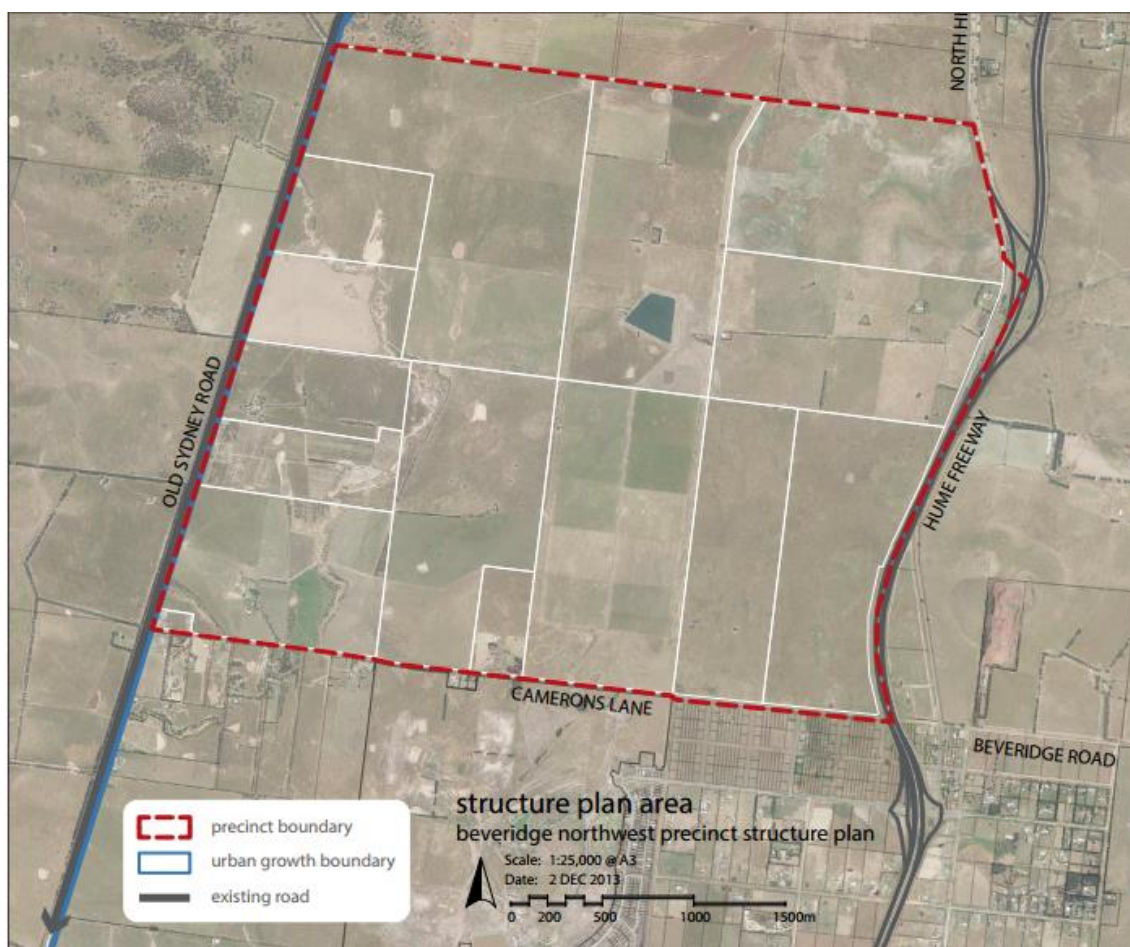 NORTH HI
OLD SYDNEY ROAD
HUME FREEWAY
CAMERONS LANE
BEVERIDGE ROAD
precinct boundary
urban growth boundary
existing road
structure plan area
beveridge northwest precinct structure plan
Scale: 1:25,000 @ A3
Date: 2 DEC 2013
0 200 500 1000 1500m